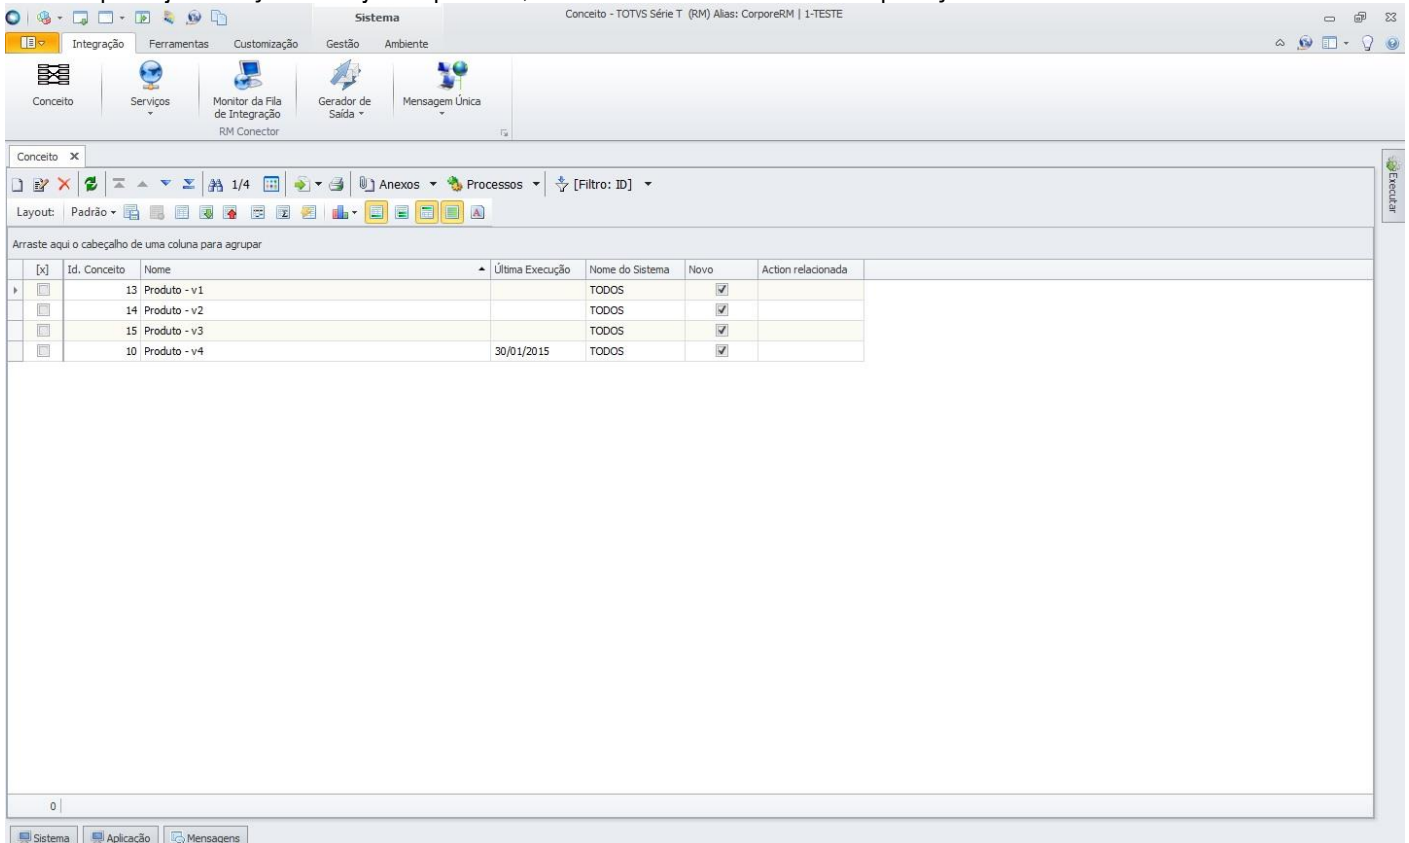 Sistema
Conceito - TOTVS Série T (RM) Alias: CorporeRM | 1-TESTE
Integração Ferramentas Customização Gestão Ambiente
Conceito Serviços Monitor da Fila de Integração Gerador de Saída Mensagem Única
RM Conector
Conceito X
1/4 Anexos Processos [Filtro: ID]
Executar
Layout: Padrão
Arraste aqui o cabeçalho de uma coluna para agrupar
[x] Id. Conceito Nome Última Execução Nome do Sistema Novo Action relacionada
13 Produto - v1 TODOS
14 Produto - v2 TODOS
15 Produto - v3 TODOS
10 Produto - v4 30/01/2015 TODOS
0
Sistema Aplicação Mensagens